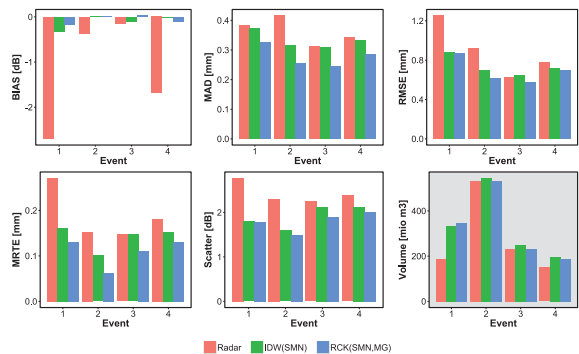 BIAS [dB]
0
-1
-2
1 2 3 4
Event
MAD [mm]
0.4
0.3
0.2
0.1
0.0
1 2 3 4
Event
RMSE [mm]
1.2
0.8
0.4
0.0
1 2 3 4
Event
MRTE [mm]
0.2
0.1
0.0
1 2 3 4
Event
Scatter [dB]
2
1
0
1 2 3 4
Event
Volume [mio m3]
400
200
0
1 2 3 4
Event
Radar IDW(SMN) RCK(SMN,MG)